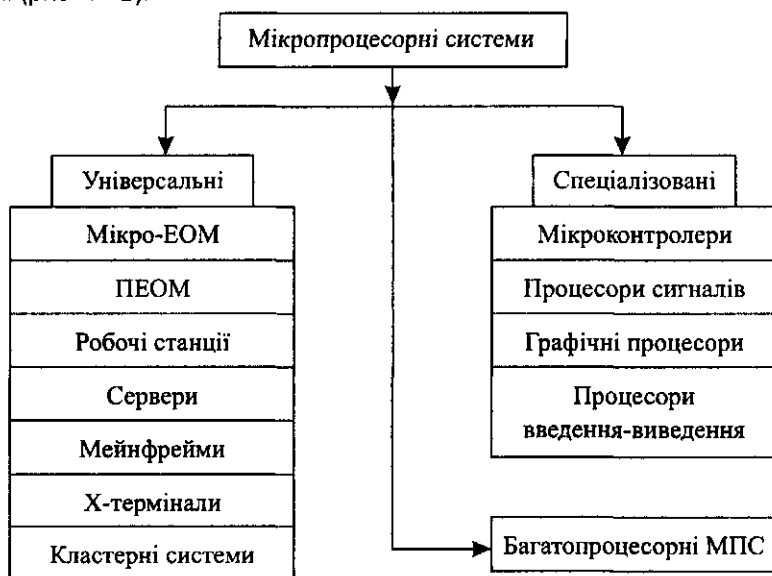 Мікропроцесорні системи
Універсальні
Мікро-ЕОМ
ПЕОМ
Робочі станції
Сервери
Мейнфрейми
Х-термінали
Кластерні системи
Спеціалізовані
Мікроконтролери
Процесори сигналів
Графічні процесори
Процесори
введення-виведення
Багатопроцесорні МПС